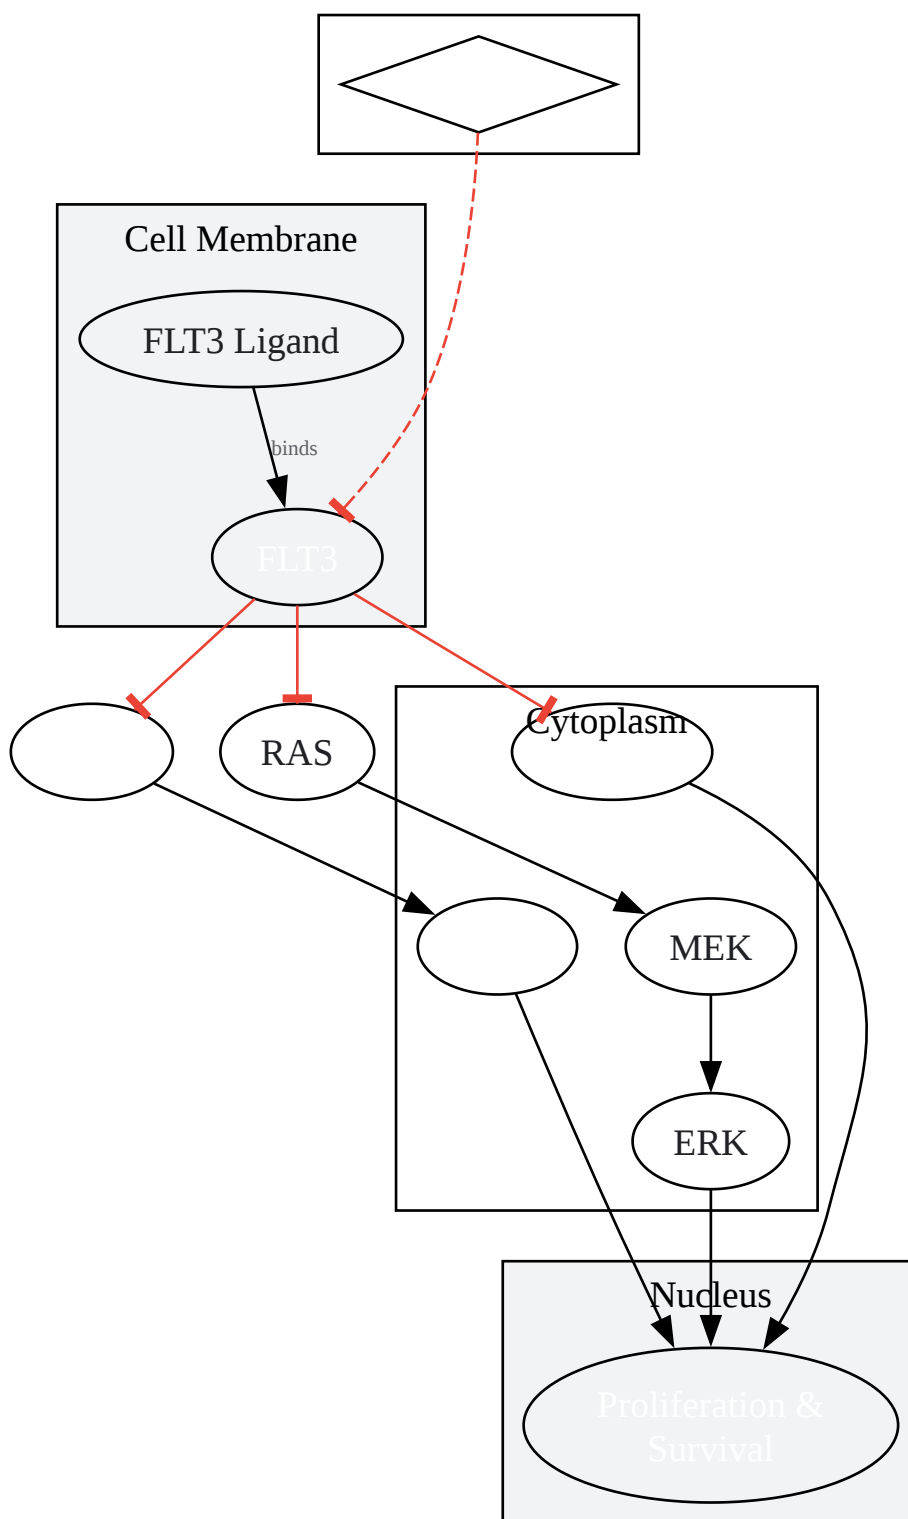 Cell Membrane
FLT3 Ligand
binds
FLT3
Cytoplasm
RAS
MEK
ERK
Nucleus
Proliferation &
Survival